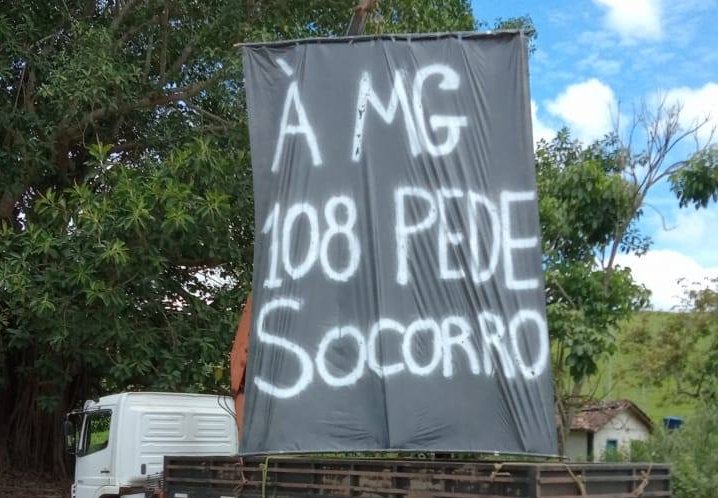 À MG
108 PEDE
SOCORRO